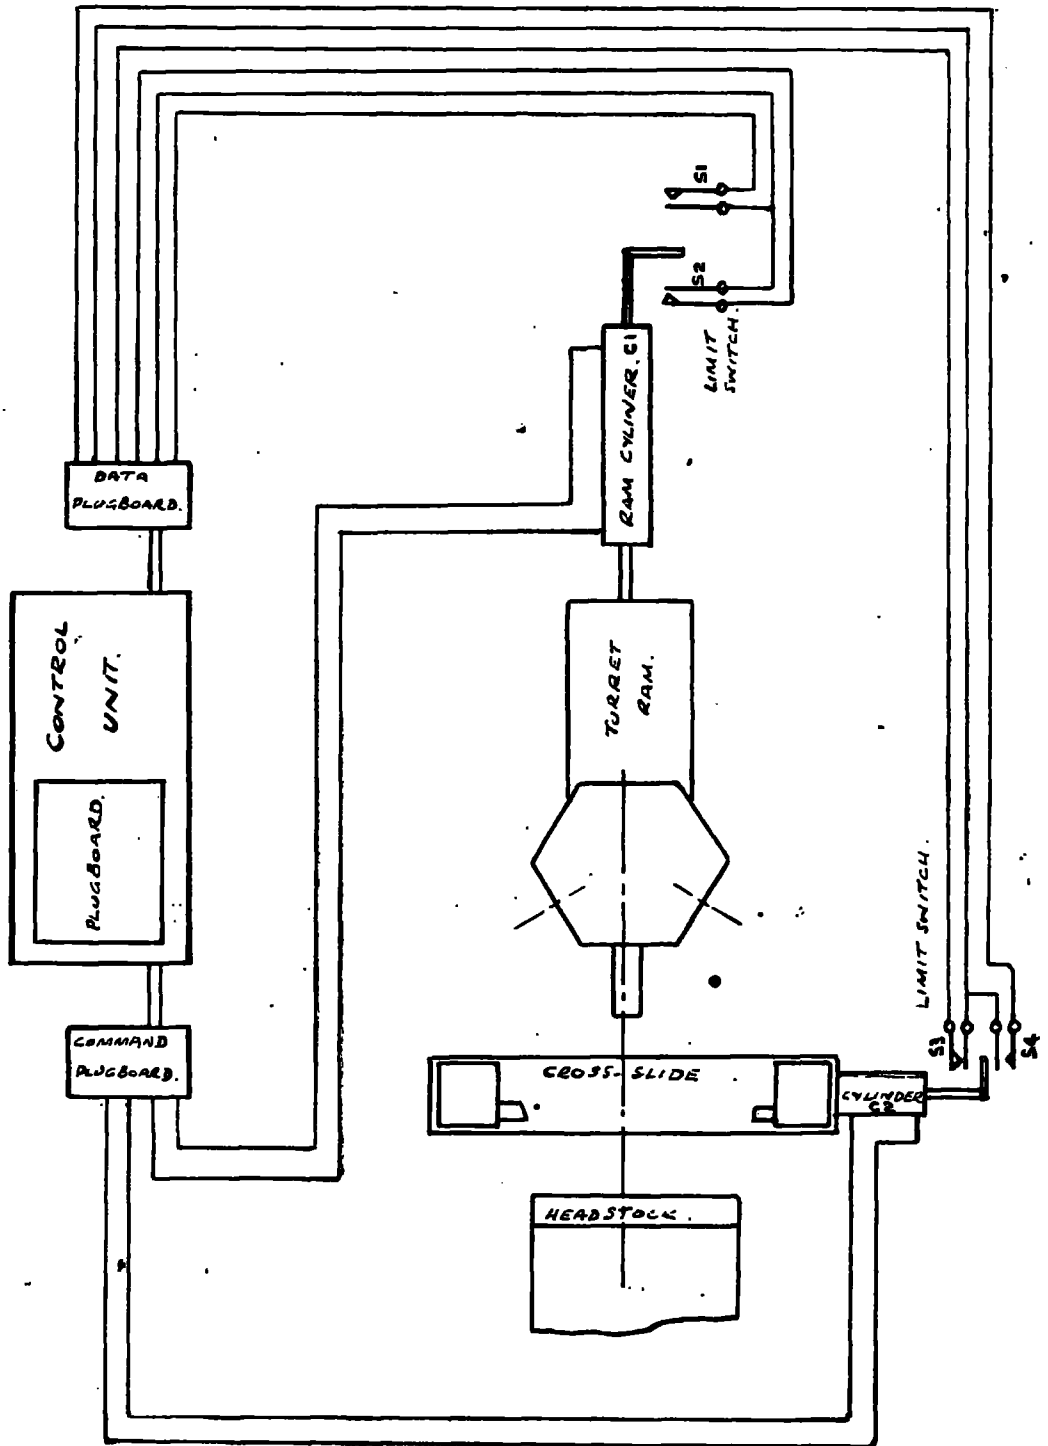 S1
S2
LIMIT
SWITCH.
RAM CYLINER. C1
DATA
PLUGBOARD.
CONTROL
UNIT.
PLUGBOARD.
TURRET
RAM.
LIMIT SWITCH.
COMMAND
PLUGBOARD.
S3
S4
CROSS-SLIDE
CYLINDER
C2
HEADSTOCK.